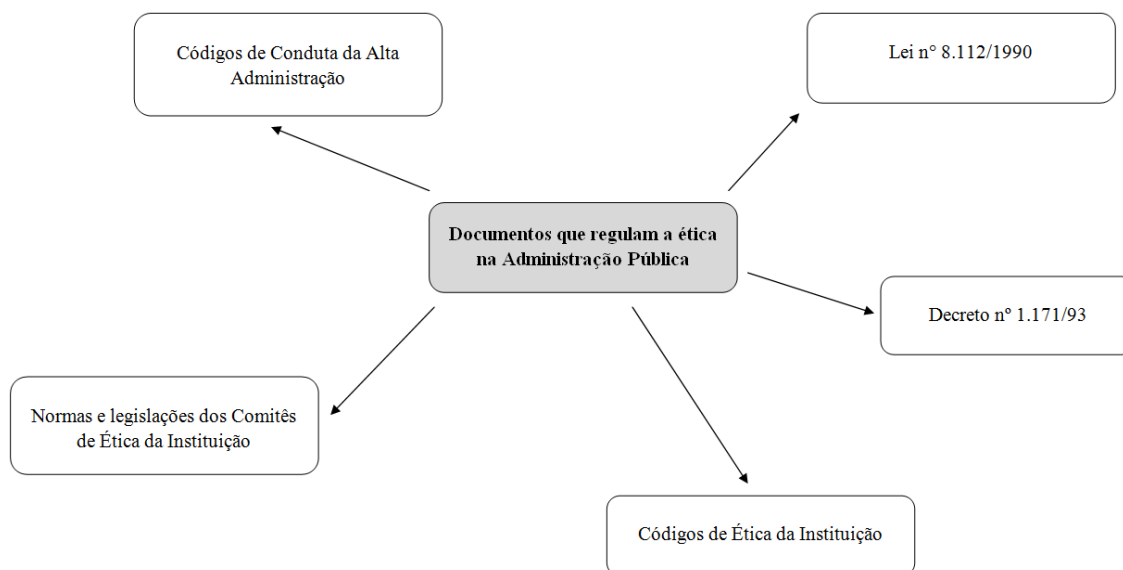 Códigos de Conduta da Alta
Administração
Lei n° 8.112/1990
Documentos que regulam a ética
na Administração Pública
Decreto nº 1.171/93
Normas e legislações dos Comitês
de Ética da Instituição
Códigos de Ética da Instituição